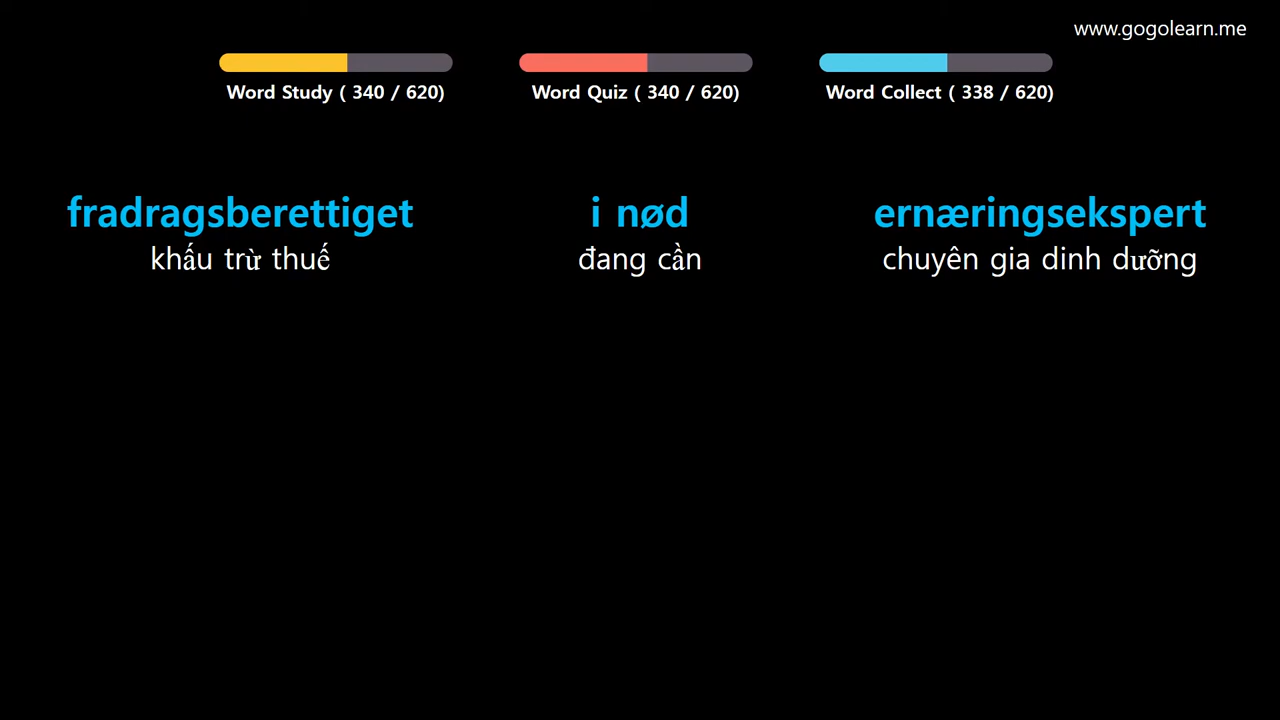 www.gogolearn.me
Word Study ( 340 / 620)
Word Quiz ( 340 / 620)
Word Collect ( 338 / 620)
fradragsberettiget
khấu trừ thuế
i nød
đang cần
ernæringsekspert
chuyên gia dinh dưỡng